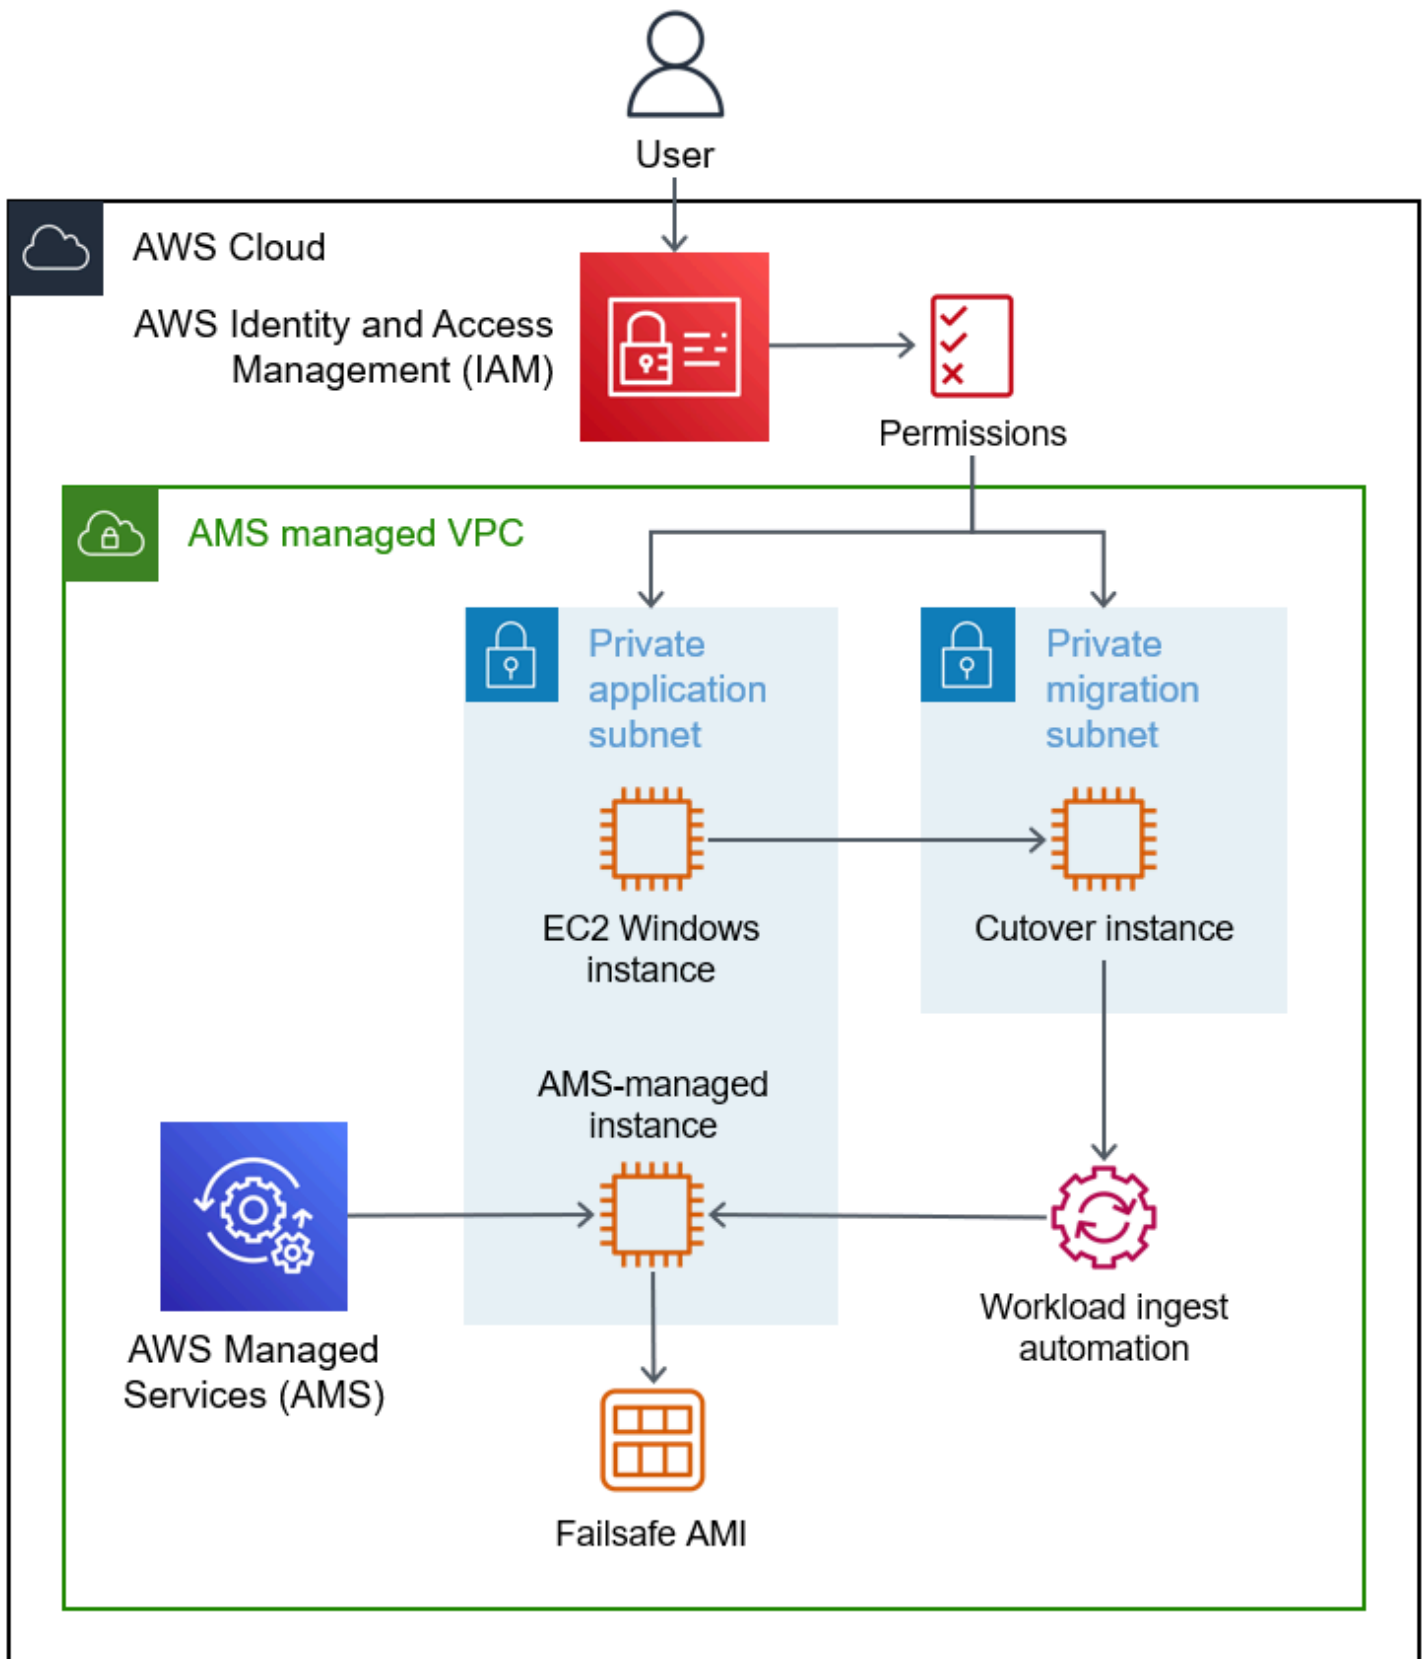 User
AWS Cloud
AWS Identity and Access
Management (IAM)
Permissions
AMS managed VPC
Private
application
subnet
Private
migration
subnet
EC2 Windows
instance
Cutover instance
AMS-managed
instance
AWS Managed
Services (AMS)
Workload ingest
automation
Failsafe AMI